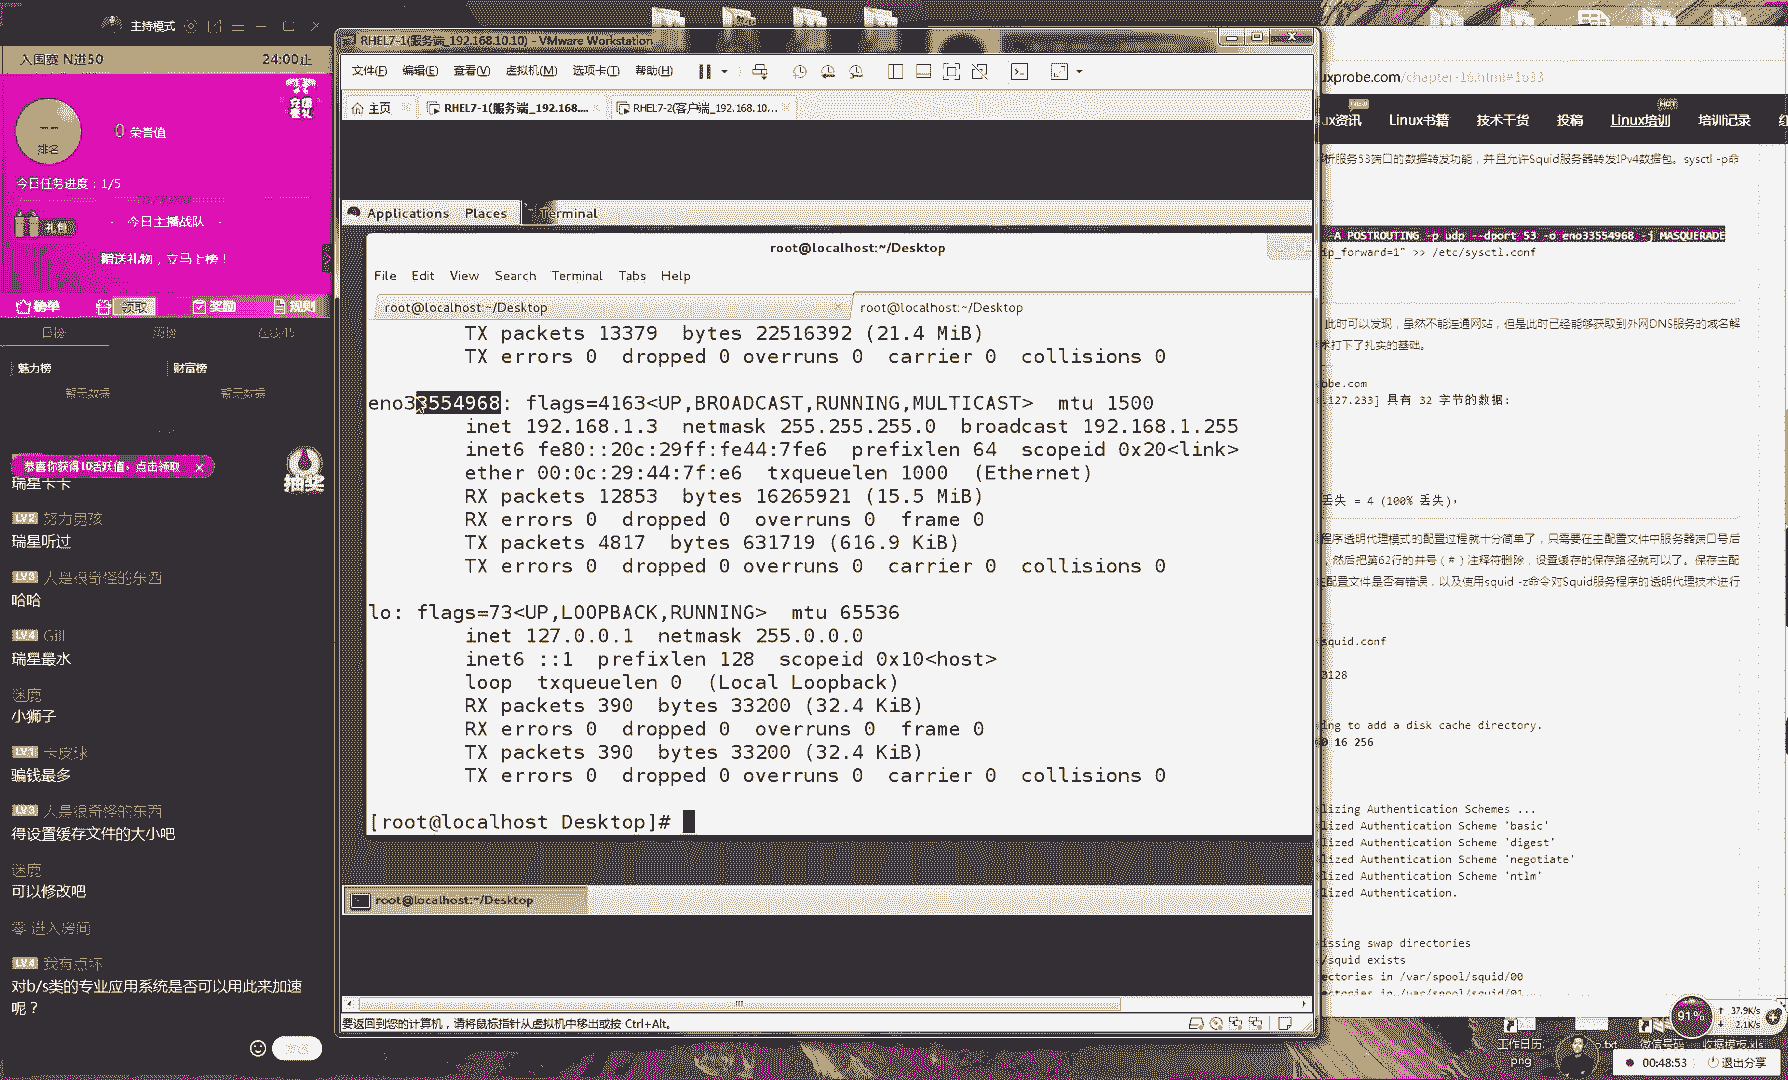 主持模式
入围赛 N进50
24:00止
排名
0 荣誉值
今日任务进度：1/5
礼包
今日主播战队
赠送礼物，立马上榜！
榜单
领取
奖励
规则
魅力榜
财富榜
暂无数据
暂无数据
恭喜你获得10活跃值，点击领取
抽奖
瑞星卡卡
LV2 努力男孩
瑞星听过
LV3 人是很奇怪的东西
哈哈
LV4 Gill
瑞星最水
迷鹿
小狮子
LV1 卡皮球
骗钱最多
LV3 人是很奇怪的东西
得设置缓存文件的大小吧
迷鹿
可以修改吧
零 进入房间
LV4 我有点坏
对b/s类的专业应用系统是否可以用此来加速
呢？
RHEL7-1(服务端_192.168.10.10) - VMware Workstation
文件(F) 编辑(E) 查看(V) 虚拟机(M) 选项卡(T) 帮助(H)
主页
RHEL7-1(服务端_192.168....
RHEL7-2(客户端_192.168.10...
Applications Places Terminal
root@localhost:~/Desktop
File Edit View Search Terminal Tabs Help
root@localhost:~/Desktop
root@localhost:~/Desktop
TX packets 13379 bytes 22516392 (21.4 MiB)
TX errors 0 dropped 0 overruns 0 carrier 0 collisions 0
eno33554968: flags=4163<UP,BROADCAST,RUNNING,MULTICAST> mtu 1500
inet 192.168.1.3 netmask 255.255.255.0 broadcast 192.168.1.255
inet6 fe80::20c:29ff:fe44:7fe6 prefixlen 64 scopeid 0x20<link>
ether 00:0c:29:44:7f:e6 txqueuelen 1000 (Ethernet)
RX packets 12853 bytes 16265921 (15.5 MiB)
RX errors 0 dropped 0 overruns 0 frame 0
TX packets 4817 bytes 631719 (616.9 KiB)
TX errors 0 dropped 0 overruns 0 carrier 0 collisions 0
lo: flags=73<UP,LOOPBACK,RUNNING> mtu 65536
inet 127.0.0.1 netmask 255.0.0.0
inet6 ::1 prefixlen 128 scopeid 0x10<host>
loop txqueuelen 0 (Local Loopback)
RX packets 390 bytes 33200 (32.4 KiB)
RX errors 0 dropped 0 overruns 0 frame 0
TX packets 390 bytes 33200 (32.4 KiB)
TX errors 0 dropped 0 overruns 0 carrier 0 collisions 0
[root@localhost Desktop]#
root@localhost:~/Desktop
要返回到您的计算机，请将鼠标指针从虚拟机中移出或按 Ctrl+Alt。
uxprobe.com/chapter-16.html#1633
ux资讯 Linux书籍 技术干货 投稿 Linux培训 培训记录
析服务53端口的数据转发功能，并且允许Squid服务器转发IPv4数据包。sysctl -p命
A POSTROUTING -p udp --dport 53 -o eno33554968 -j MASQUERADE
ip_forward=1" >> /etc/sysctl.conf
此时可以发现，虽然不能连通网站，但是此时已经能够获取到外网DNS服务的域名解
打下了扎实的基础。
obe.com
.127.233] 具有 32 字节的数据:
丢失 = 4 (100% 丢失)，
程序透明代理模式的配置过程就十分简单了，只需要在主配置文件中服务器端口号后
，然后把第62行的井号（#）注释符删除，设置缓存的保存路径就可以了。保存主配
配置文件是否有错误，以及使用squid -z命令对Squid服务程序的透明代理技术进行
squid.conf
3128
ing to add a disk cache directory.
0 16 256
lizing Authentication Schemes ...
lized Authentication Scheme 'basic'
lized Authentication Scheme 'digest'
lized Authentication Scheme 'negotiate'
lized Authentication Scheme 'ntlm'
lized Authentication.
issing swap directories
/squid exists
ectories in /var/spool/squid/00
ectories in /var/spool/squid/01
91%
37.9K/s
2.1K/s
工作日历.
png
.txt
微信号码
收据模板.xls
00:48:53
退出分享